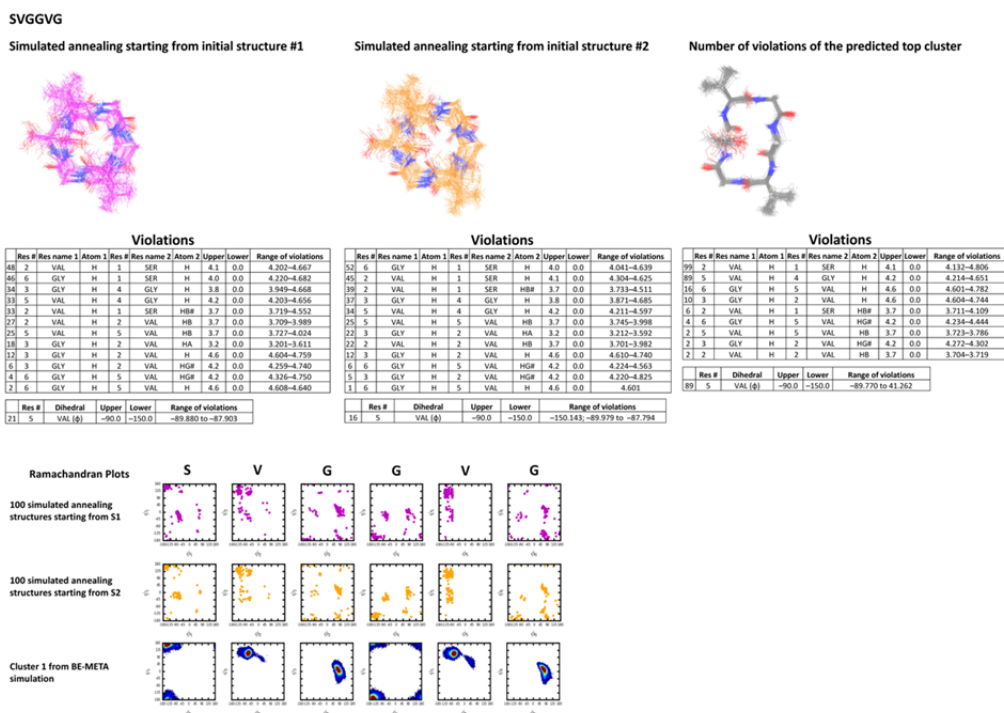 SVGGVG
Simulated annealing starting from initial structure #1
Simulated annealing starting from initial structure #2
Number of violations of the predicted top cluster
Violations
Res # Res name 1 Atom 1 Res # Res name 2 Atom 2 Upper Lower Range of violations
48 2 VAL H 1 SER H 4.1 0.0 4.202–4.667
46 6 GLY H 1 SER H 4.0 0.0 4.220–4.682
34 3 GLY H 4 GLY H 3.8 0.0 3.949–4.668
33 5 VAL H 4 GLY H 4.2 0.0 4.203–4.656
33 2 VAL H 1 SER HB# 3.7 0.0 3.719–4.552
27 2 VAL H 2 VAL HB 3.7 0.0 3.709–3.989
25 5 VAL H 5 VAL HB 3.7 0.0 3.727–4.024
18 3 GLY H 2 VAL HA 3.2 0.0 3.201–3.611
12 3 GLY H 2 VAL H 4.6 0.0 4.604–4.759
6 3 GLY H 2 VAL HG# 4.2 0.0 4.259–4.740
4 6 GLY H 5 VAL HG# 4.2 0.0 4.326–4.750
2 6 GLY H 5 VAL H 4.6 0.0 4.608–4.640
Res # Dihedral Upper Lower Range of violations
21 5 VAL (ϕ) −90.0 −150.0 −89.880 to −87.903
Violations
Res # Res name 1 Atom 1 Res # Res name 2 Atom 2 Upper Lower Range of violations
52 6 GLY H 1 SER H 4.0 0.0 4.041–4.639
45 2 VAL H 1 SER H 4.1 0.0 4.304–4.625
39 2 VAL H 1 SER HB# 3.7 0.0 3.733–4.511
37 3 GLY H 4 GLY H 3.8 0.0 3.871–4.685
34 5 VAL H 4 GLY H 4.2 0.0 4.211–4.597
25 5 VAL H 5 VAL HB 3.7 0.0 3.745–3.998
22 3 GLY H 2 VAL HA 3.2 0.0 3.212–3.592
22 2 VAL H 2 VAL HB 3.7 0.0 3.701–3.982
12 3 GLY H 2 VAL H 4.6 0.0 4.610–4.740
6 6 GLY H 5 VAL HG# 4.2 0.0 4.224–4.563
5 3 GLY H 2 VAL HG# 4.2 0.0 4.220–4.825
1 6 GLY H 5 VAL H 4.6 0.0 4.601
Res # Dihedral Upper Lower Range of violations
16 5 VAL (ϕ) −90.0 −150.0 −150.143; −89.979 to −87.794
Violations
Res # Res name 1 Atom 1 Res # Res name 2 Atom 2 Upper Lower Range of violations
99 2 VAL H 1 SER H 4.1 0.0 4.132–4.806
89 5 VAL H 4 GLY H 4.2 0.0 4.214–4.651
16 6 GLY H 5 VAL H 4.6 0.0 4.601–4.782
10 3 GLY H 2 VAL H 4.6 0.0 4.604–4.744
6 2 VAL H 1 SER HB# 3.7 0.0 3.711–4.109
4 6 GLY H 5 VAL HG# 4.2 0.0 4.234–4.444
2 5 VAL H 5 VAL HB 3.7 0.0 3.723–3.786
2 3 GLY H 2 VAL HG# 4.2 0.0 4.272–4.302
2 2 VAL H 2 VAL HB 3.7 0.0 3.704–3.719
89 5 VAL (ϕ) −90.0 −150.0 −89.770 to 41.262
Ramachandran Plots
S V G G V G
100 simulated annealing
structures starting from S1
100 simulated annealing
structures starting from S2
Cluster 1 from BE-META
simulation